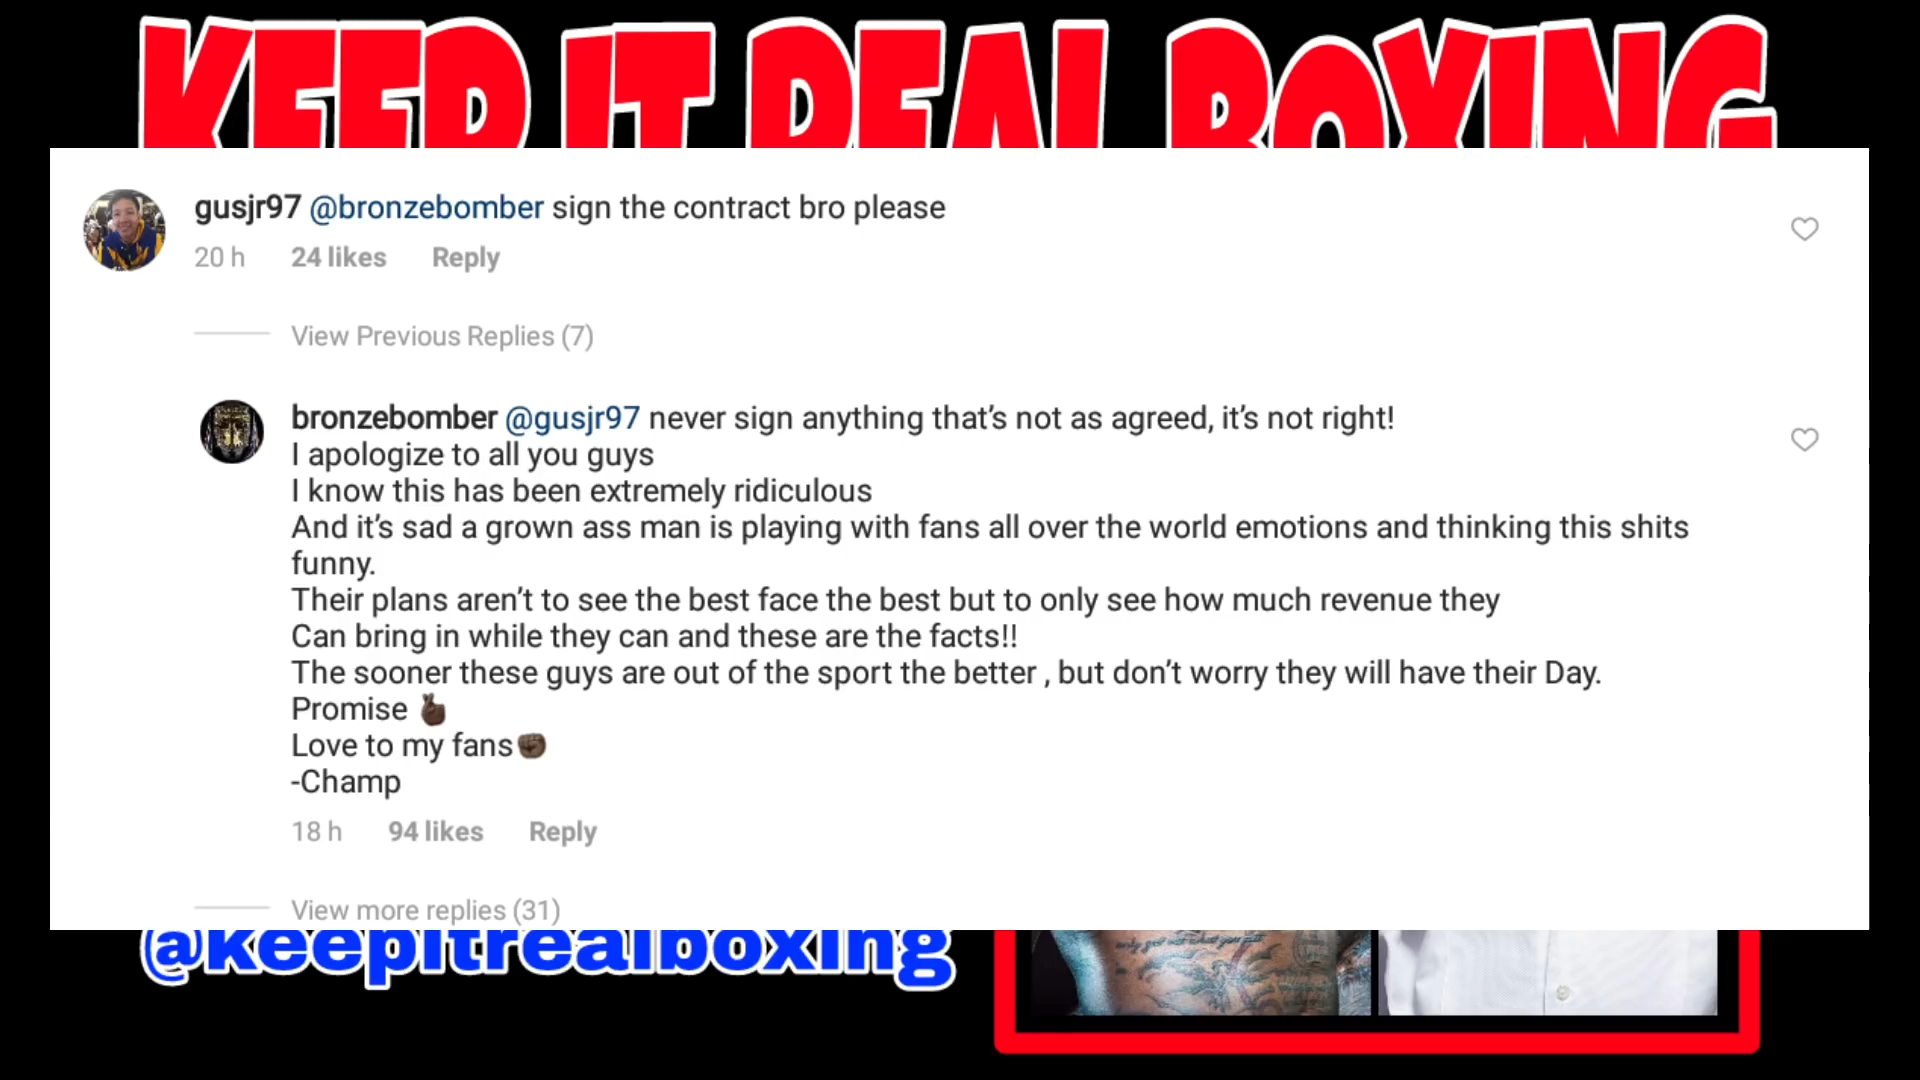 KEEP IT REAL BOXING
gusjr97 @bronzebomber sign the contract bro please
20 h 24 likes Reply
View Previous Replies (7)
bronzebomber @gusjr97 never sign anything that's not as agreed, it's not right!
I apologize to all you guys
I know this has been extremely ridiculous
And it's sad a grown ass man is playing with fans all over the world emotions and thinking this shits
funny.
Their plans aren't to see the best face the best but to only see how much revenue they
Can bring in while they can and these are the facts!!
The sooner these guys are out of the sport the better , but don't worry they will have their Day.
Promise 🤞🏿
Love to my fans✊🏿
-Champ
18 h 94 likes Reply
View more replies (31)
@keepitrealboxing